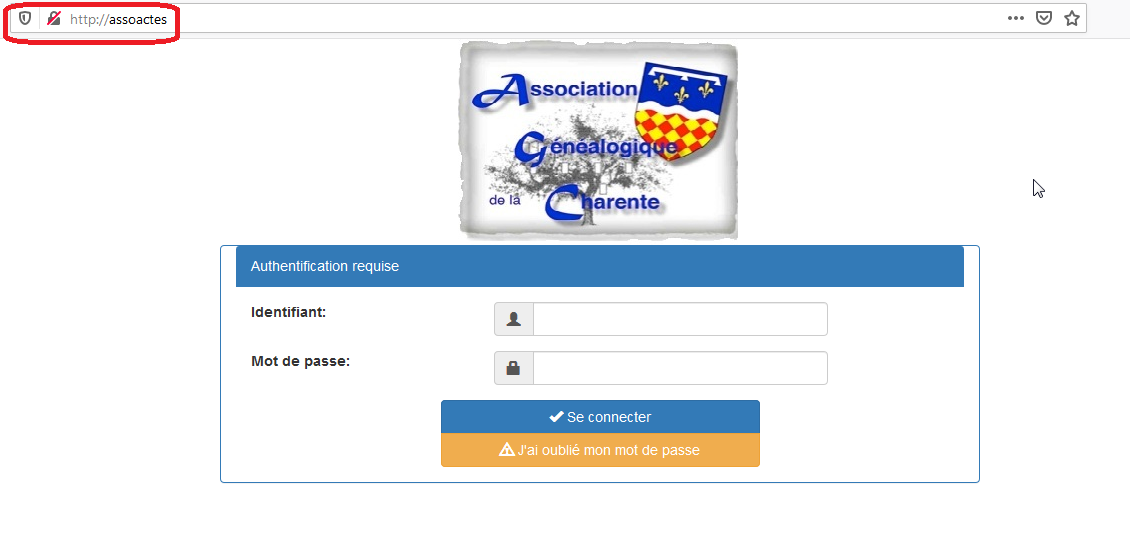 http://assoactes
Association
Généalogique
de la Charente
Authentification requise
Identifiant:
Mot de passe:
Se connecter
J'ai oublié mon mot de passe